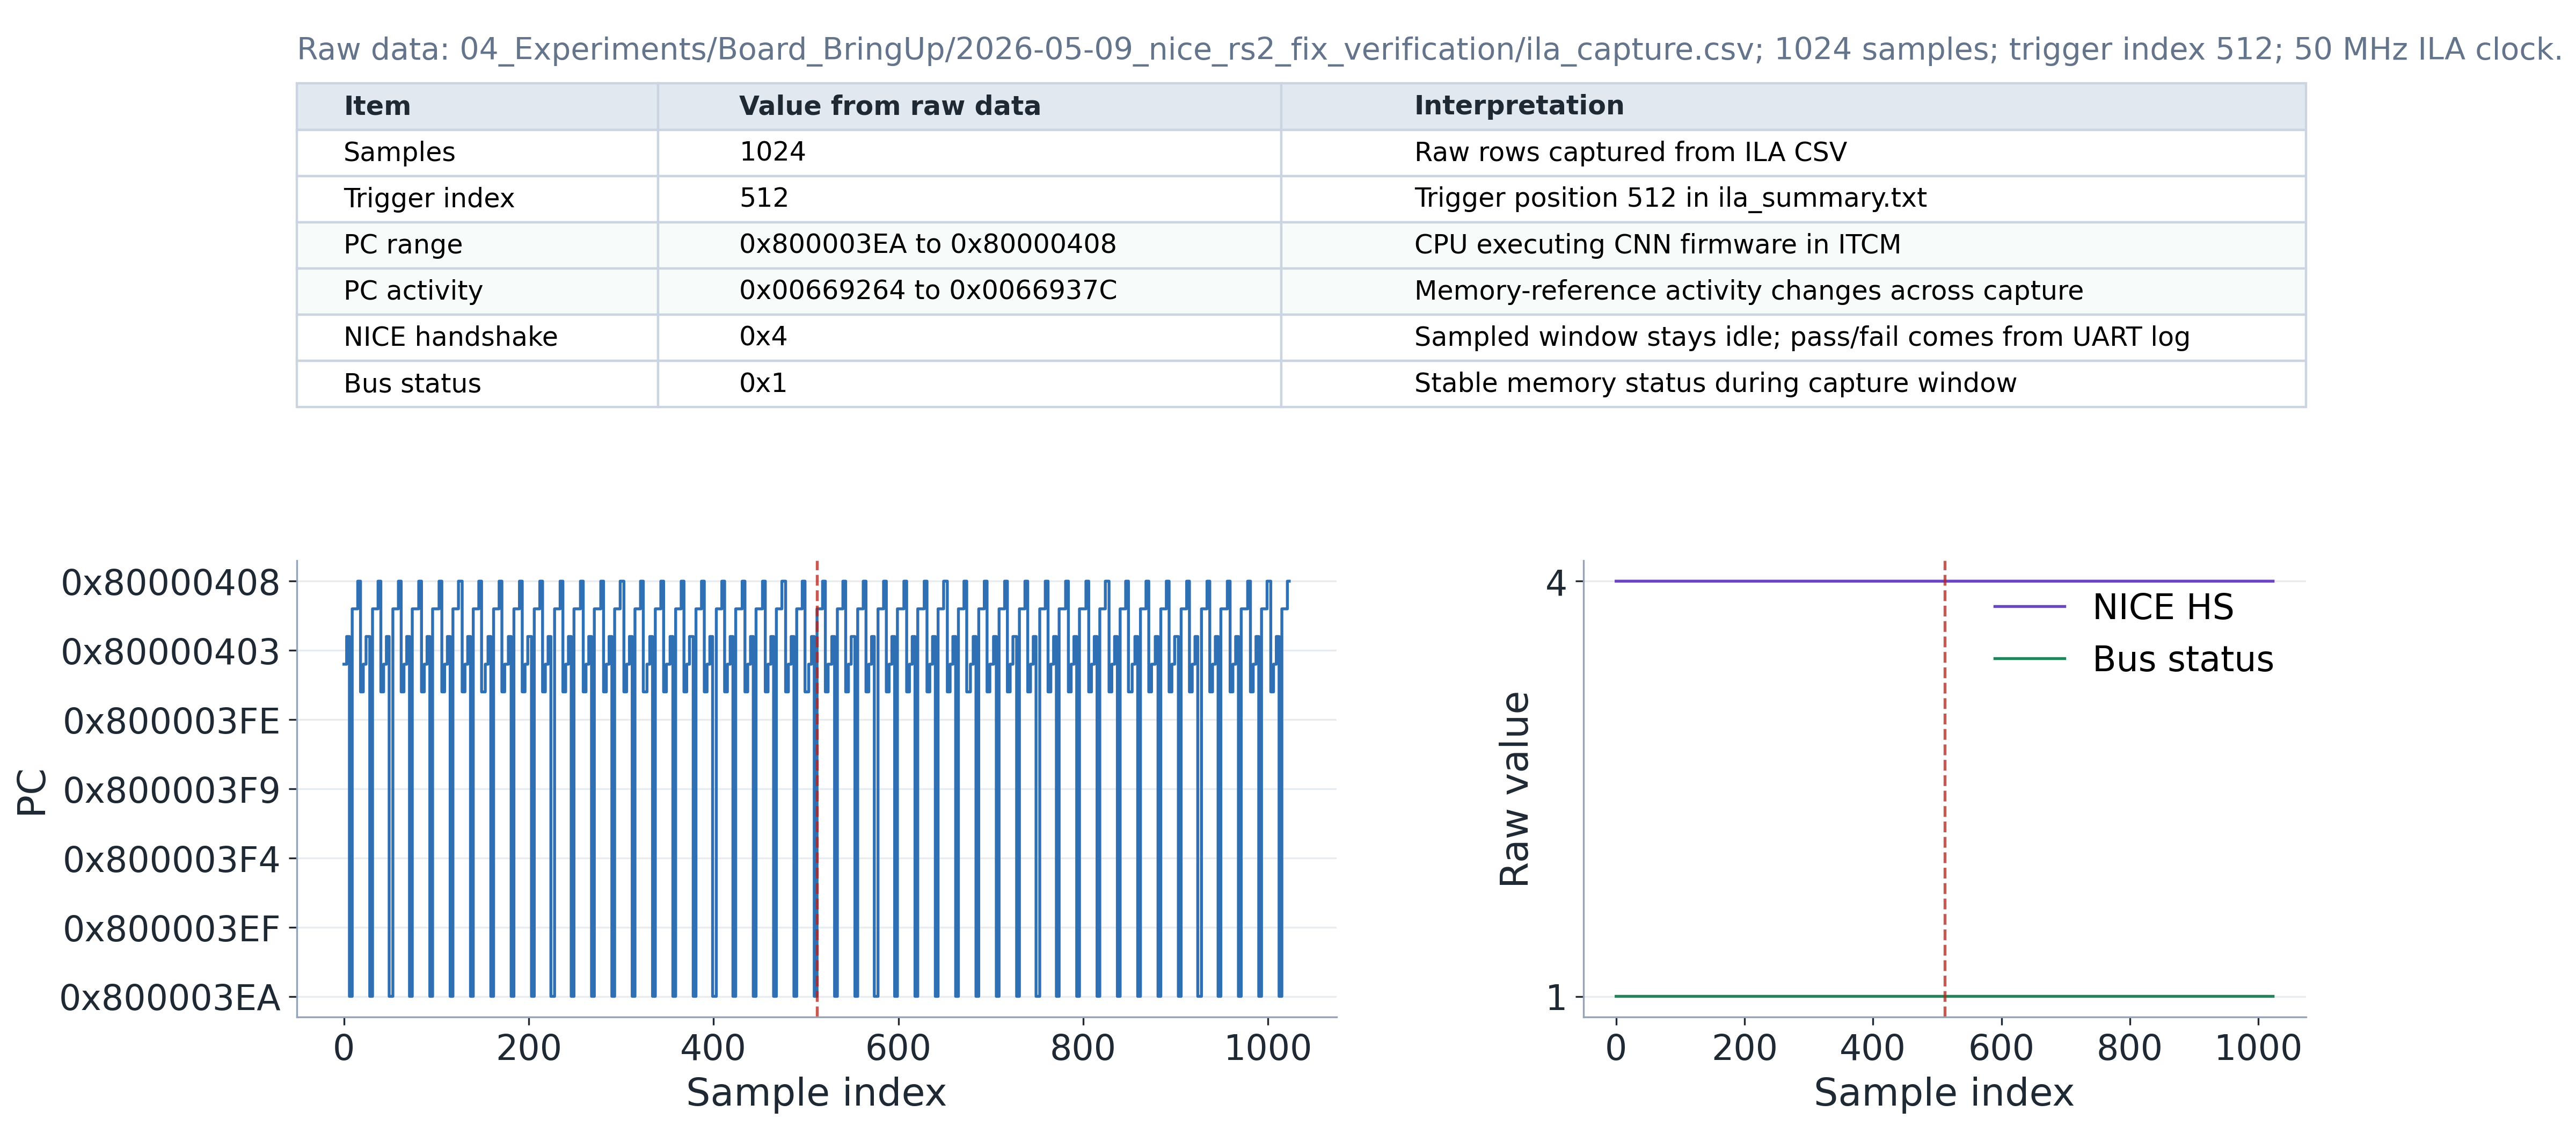 Raw data: 04_Experiments/Board_BringUp/2026-05-09_nice_rs2_fix_verification/ila_capture.csv; 1024 samples; trigger index 512; 50 MHz ILA clock.
Item Value from raw data Interpretation
Samples 1024 Raw rows captured from ILA CSV
Trigger index 512 Trigger position 512 in ila_summary.txt
PC range 0x800003EA to 0x80000408 CPU executing CNN firmware in ITCM
PC activity 0x00669264 to 0x0066937C Memory-reference activity changes across capture
NICE handshake 0x4 Sampled window stays idle; pass/fail comes from UART log
Bus status 0x1 Stable memory status during capture window
PC
0x80000408
0x80000403
0x800003FE
0x800003F9
0x800003F4
0x800003EF
0x800003EA
0 200 400 600 800 1000
Sample index
Raw value
4
1
NICE HS
Bus status
0 200 400 600 800 1000
Sample index